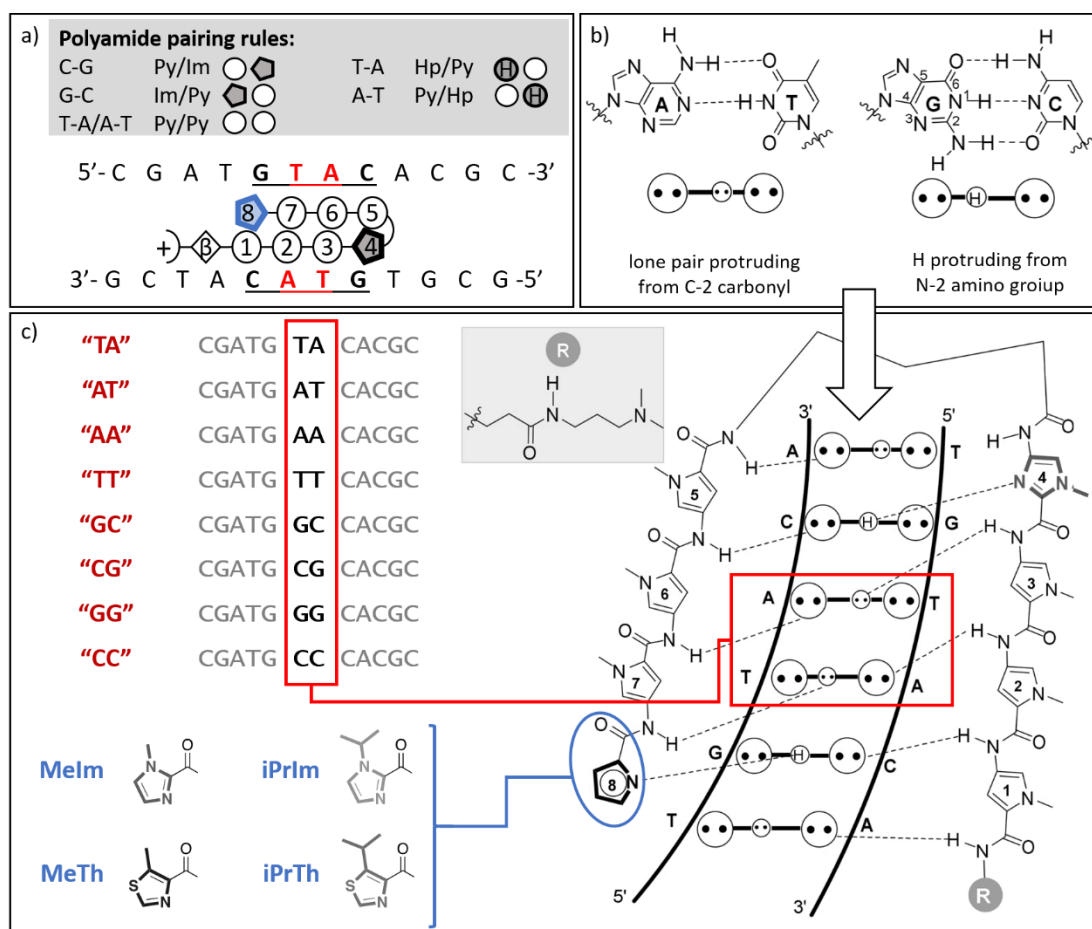 a)
Polyamide pairing rules:
C-G Py/Im T-A Hp/Py H
G-C Im/Py A-T Py/Hp H
T-A/A-T Py/Py
5'- C G A T G T A C A C G C -3'
8 7 6 5
+ β 1 2 3 4
3'- G C T A C A T G T G C G -5'
b)
H N H O
N N A N H N T
N N O
H N H
O 6
5 4 G N 1 H N C
N 3 N 2 N
N H O
H
H
lone pair protruding
from C-2 carbonyl
H protruding from
N-2 amino groiup
c)
"TA" CGATG TA CACGC
"AT" CGATG AT CACGC
"AA" CGATG AA CACGC
"TT" CGATG TT CACGC
"GC" CGATG GC CACGC
"CG" CGATG CG CACGC
"GG" CGATG GG CACGC
"CC" CGATG CC CACGC
R
H
N N
O
MeIm N N O
iPrIm N N O
MeTh S N O
iPrTh S N O
3' 5'
O N H A T H N O
N 5 N 4 N
O N H C H G H N O
N 6 3 N
O N H A T H N O
N 7 2 N
O N H T A H N O
8 N G H C 1 N
T A H N O
5' 3' R